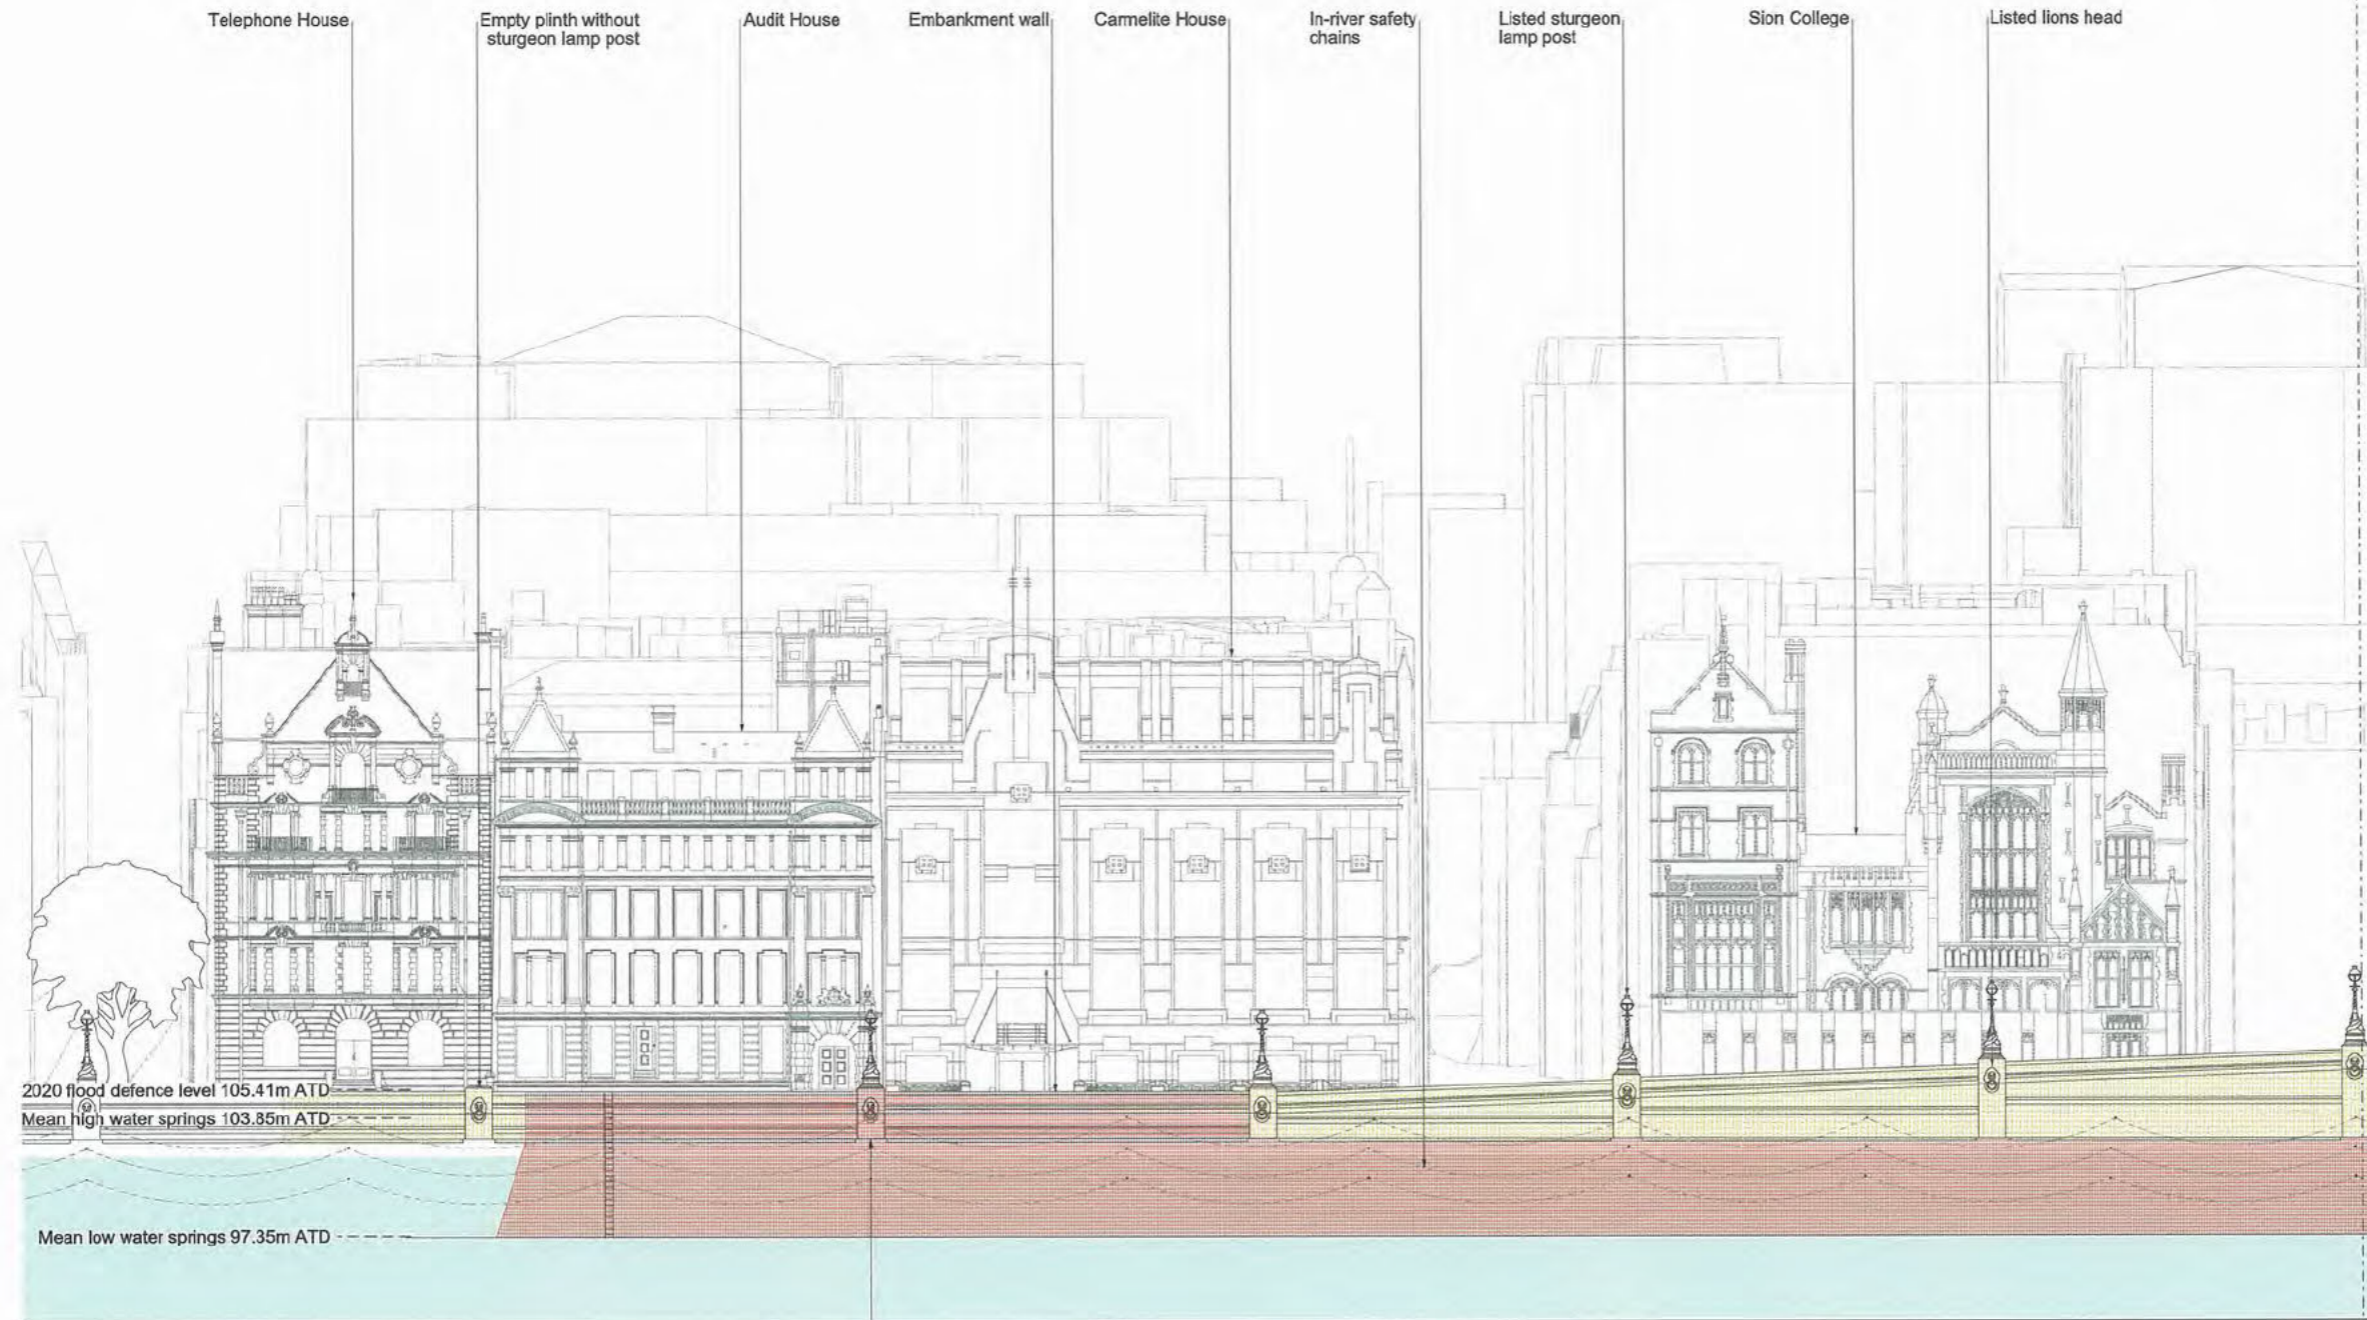 Telephone House
Empty plinth without
sturgeon lamp post
Audit House
Embankment wall
Carmelite House
In-river safety
chains
Listed sturgeon
lamp post
Sion College
Listed lions head
2020 flood defence level 105.41m ATD
Mean high water springs 103.85m ATD
Mean low water springs 97.35m ATD